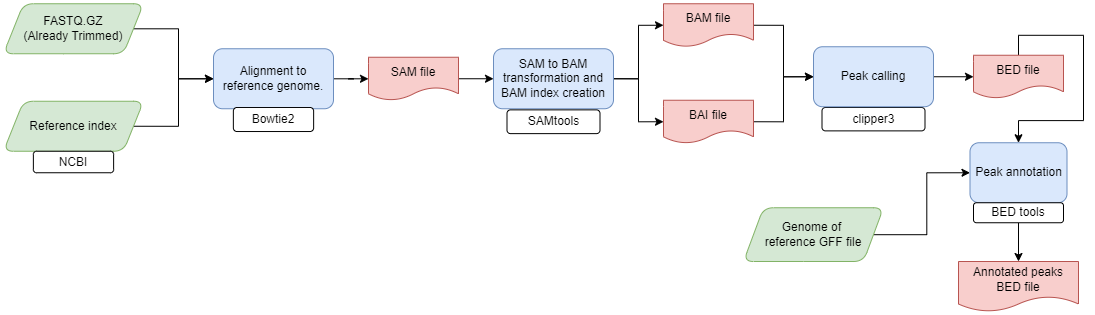 FASTQ.GZ
(Already Trimmed)
Reference index
NCBI
Alignment to
reference genome.
Bowtie2
SAM file
SAM to BAM
transformation and
BAM index creation
SAMtools
BAM file
BAI file
Peak calling
clipper3
BED file
Peak annotation
BED tools
Genome of
reference GFF file
Annotated peaks
BED file